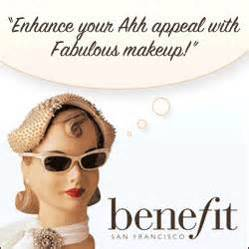 "Enhance your Ahh appeal with
Fabulous makeup!"
benefit
SAN FRANCISCO